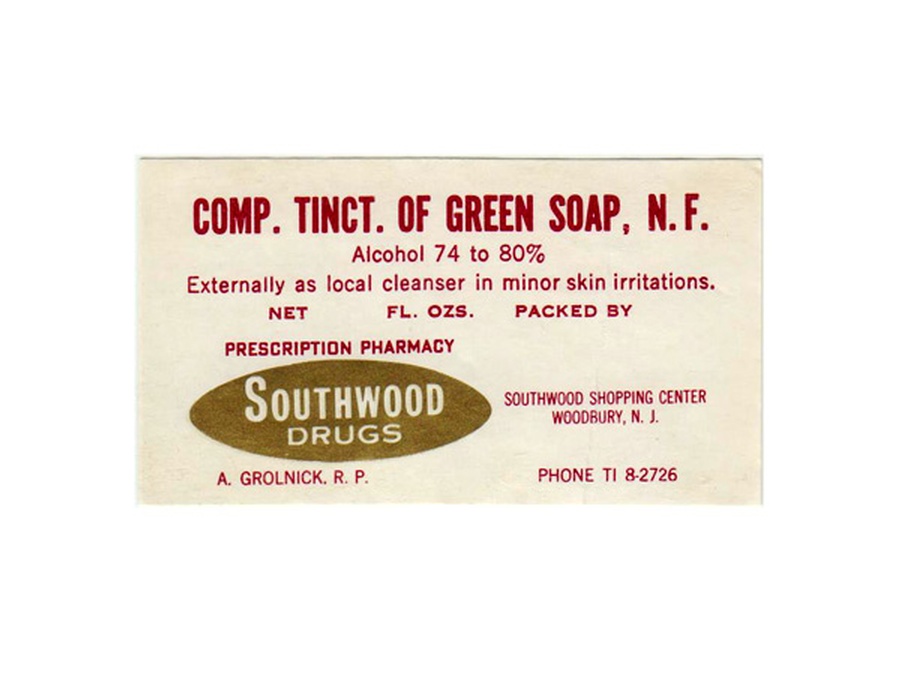 COMP. TINCT. OF GREEN SOAP, N. F.
Alcohol 74 to 80%
Externally as local cleanser in minor skin irritations.
NET FL. OZS. PACKED BY
PRESCRIPTION PHARMACY
SOUTHWOOD
DRUGS
SOUTHWOOD SHOPPING CENTER
WOODBURY, N. J.
A. GROLNICK, R. P.
PHONE TI 8-2726